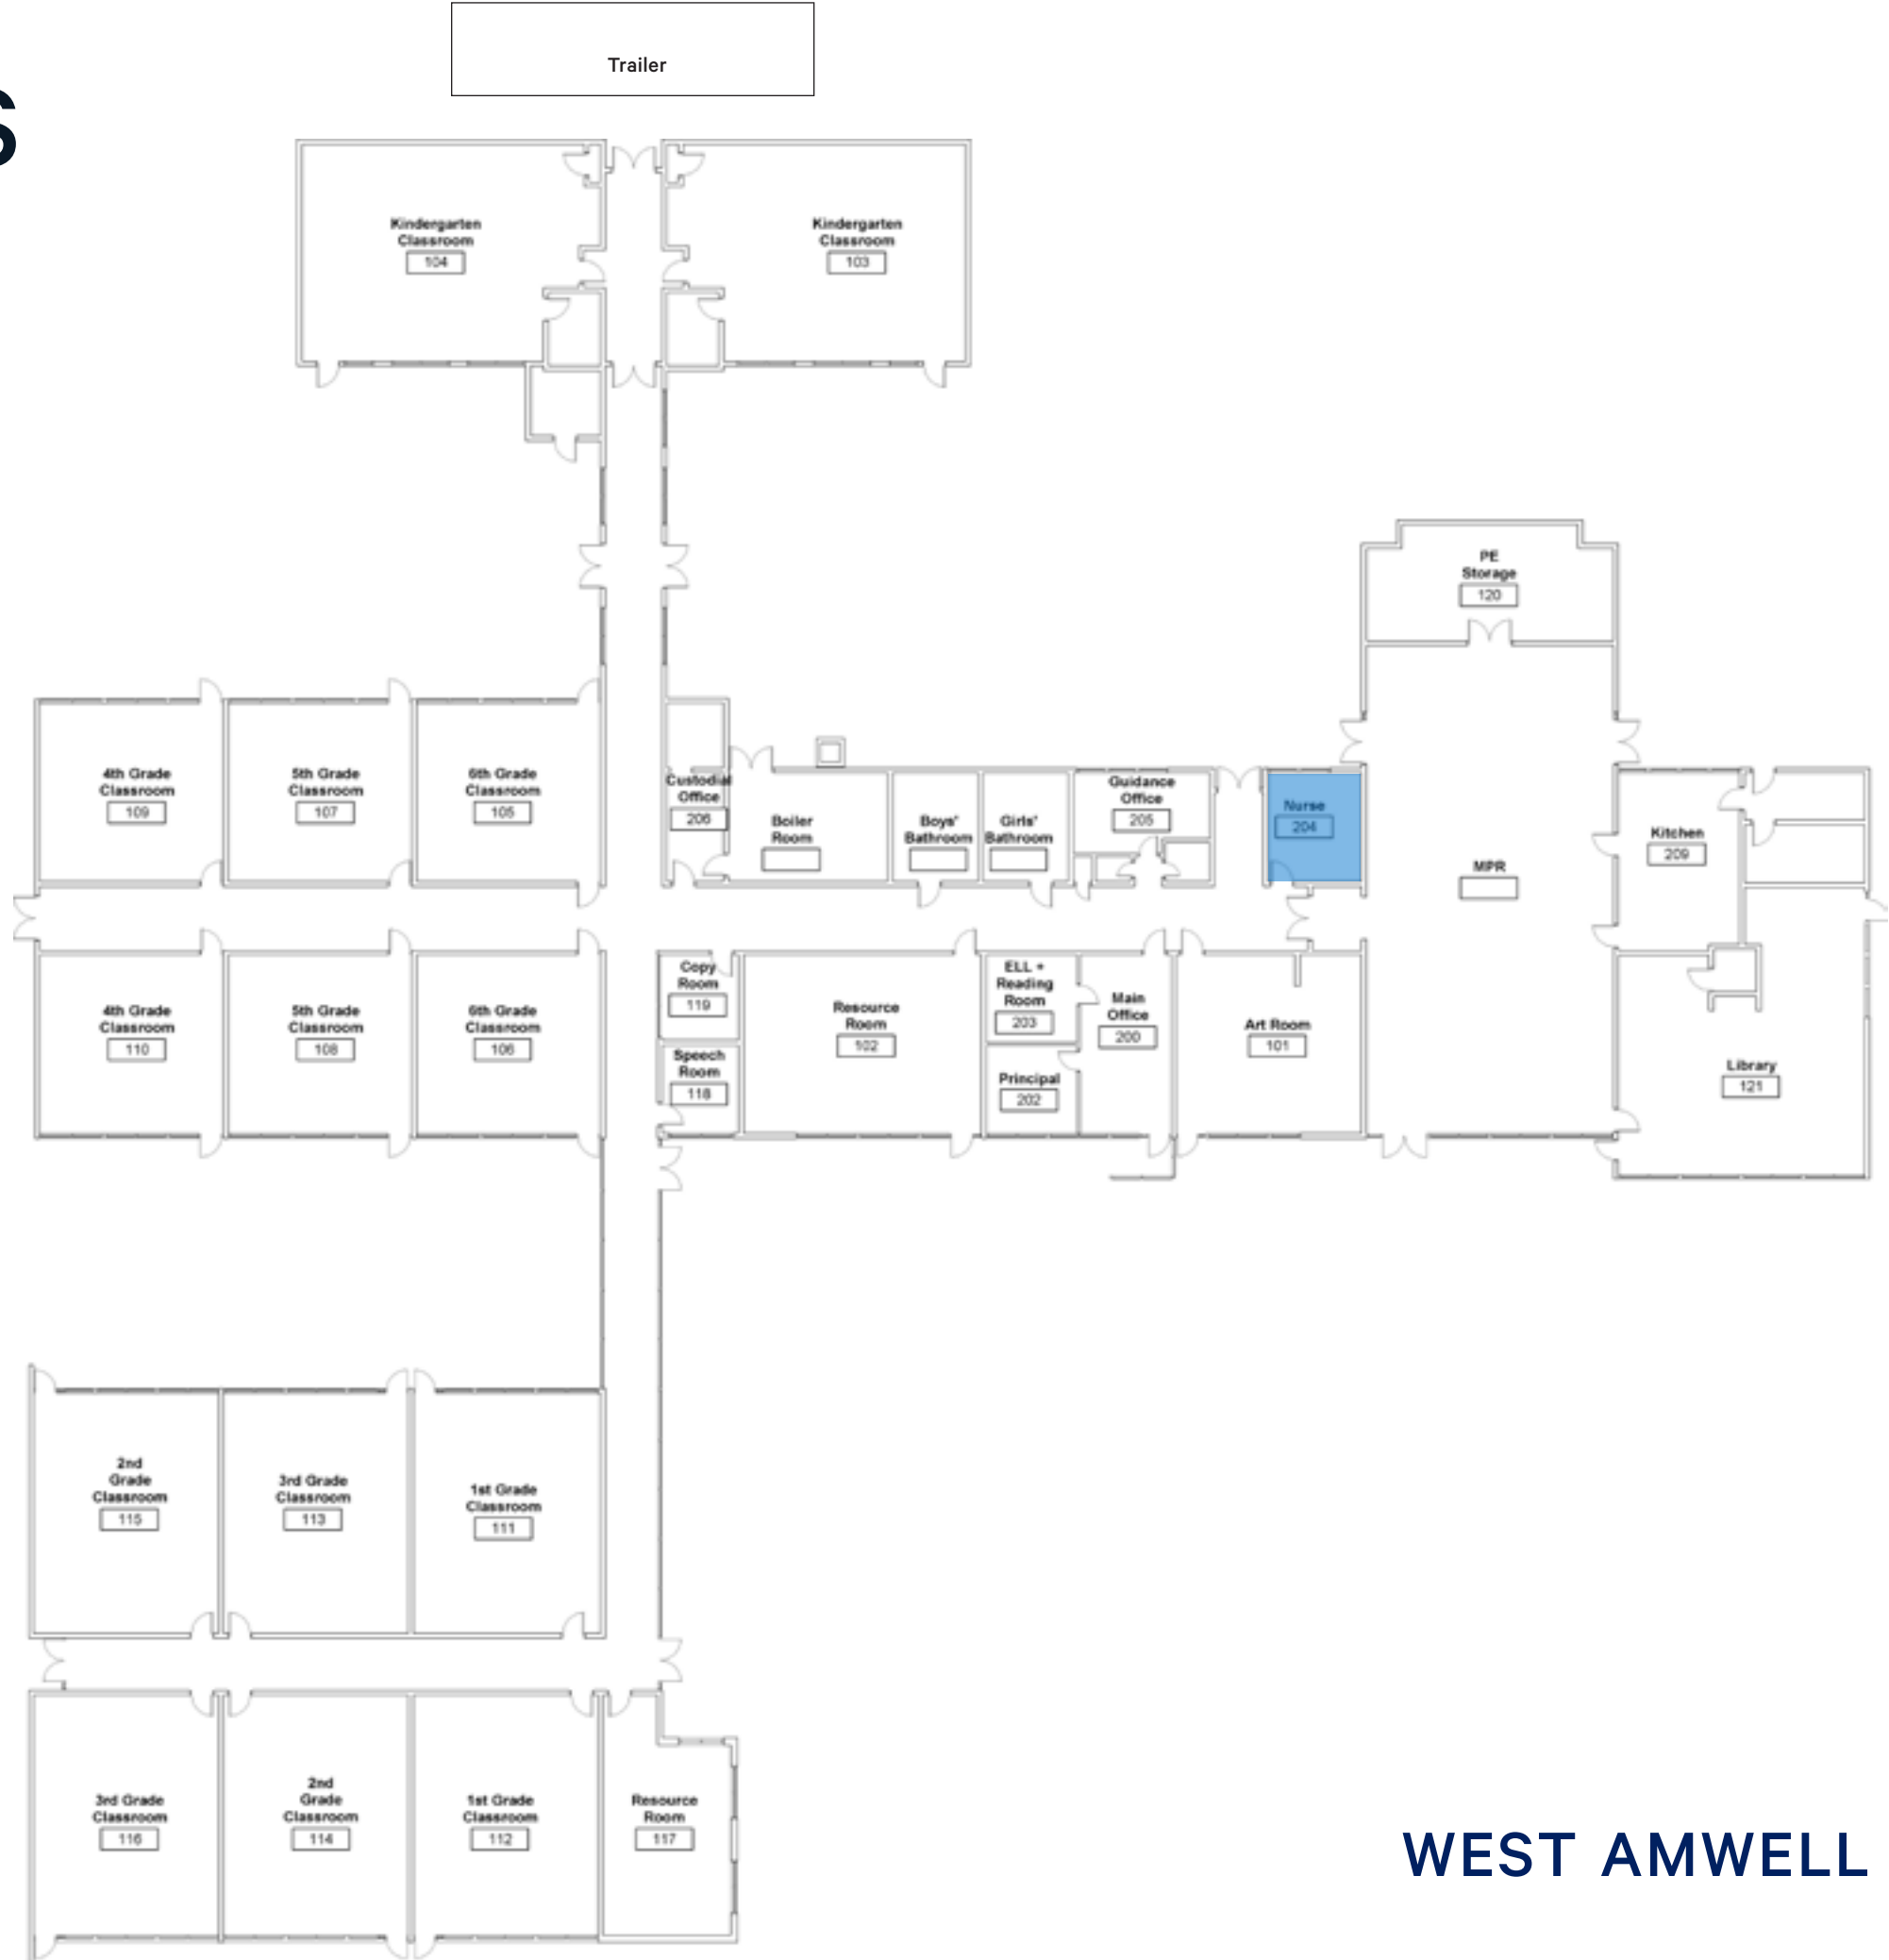 Trailer
S
Kindergarten
Classroom
104
Kindergarten
Classroom
103
PE
Storage
120
4th Grade
Classroom
109
5th Grade
Classroom
107
6th Grade
Classroom
105
Custodial
Office
206
Boiler
Room
Boys'
Bathroom
Girls'
Bathroom
Guidance
Office
205
Nurse
204
MPR
Kitchen
209
4th Grade
Classroom
110
5th Grade
Classroom
108
6th Grade
Classroom
106
Copy
Room
119
Speech
Room
118
Resource
Room
102
ELL +
Reading
Room
203
Principal
202
Main
Office
200
Art Room
101
Library
121
2nd
Grade
Classroom
115
3rd Grade
Classroom
113
1st Grade
Classroom
111
3rd Grade
Classroom
116
2nd
Grade
Classroom
114
1st Grade
Classroom
112
Resource
Room
117
WEST AMWELL